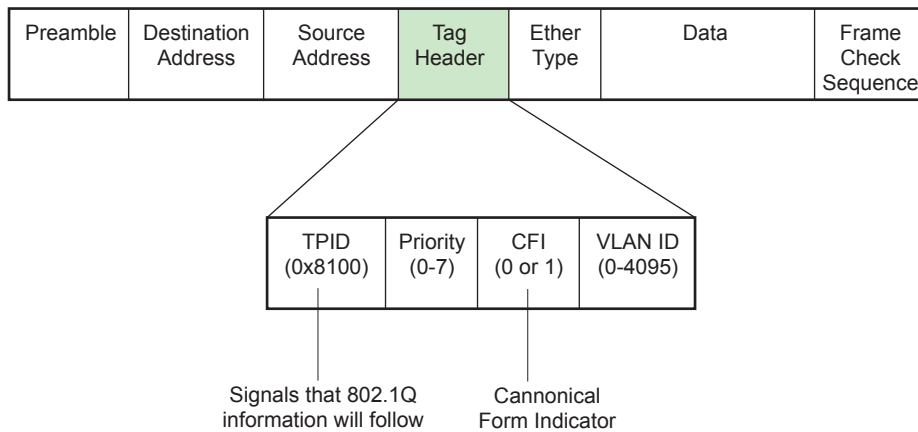 Preamble
Destination
Address
Source
Address
Tag
Header
Ether
Type
Data
Frame
Check
Sequence
TPID
(0x8100)
Priority
(0-7)
CFI
(0 or 1)
VLAN ID
(0-4095)
Signals that 802.1Q
information will follow
Cannonical
Form Indicator